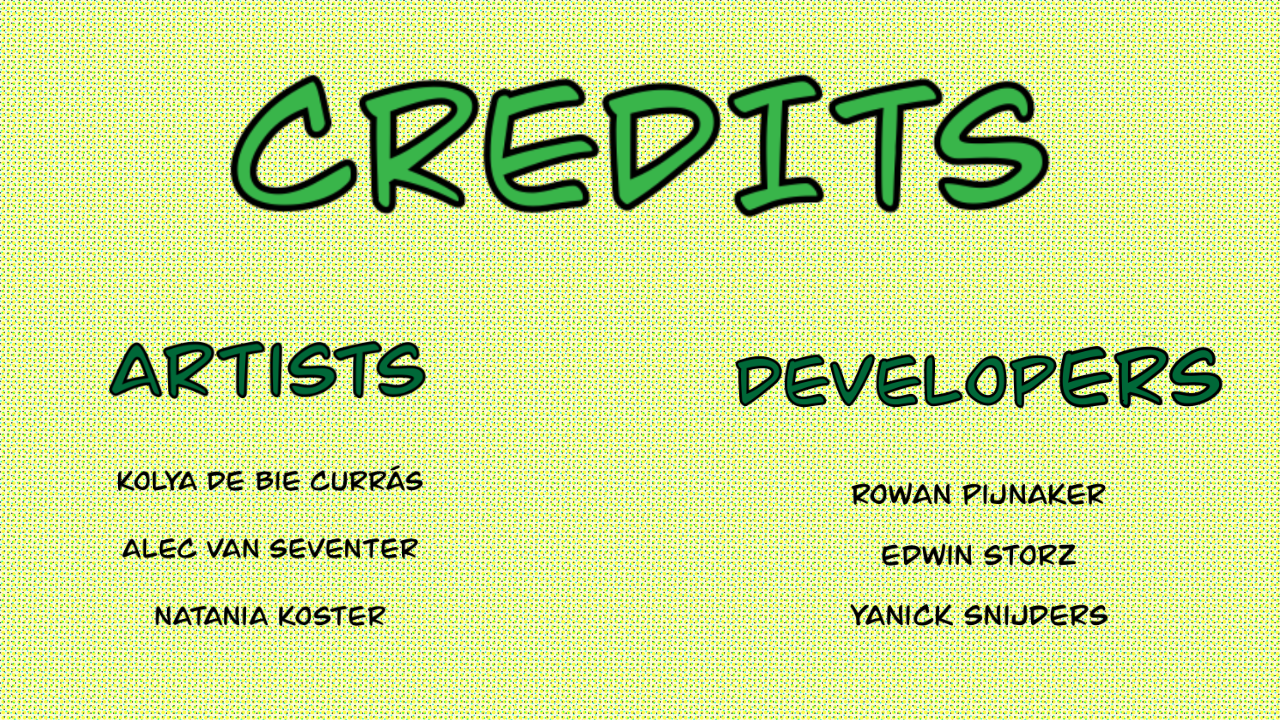 CREDITS
ARTISTS
KOLYA DE BIE CURRÁS
ALEC VAN SEVENTER
NATANIA KOSTER
DEVELOPERS
ROWAN PIJNAKER
EDWIN STORZ
YANICK SNIJDERS